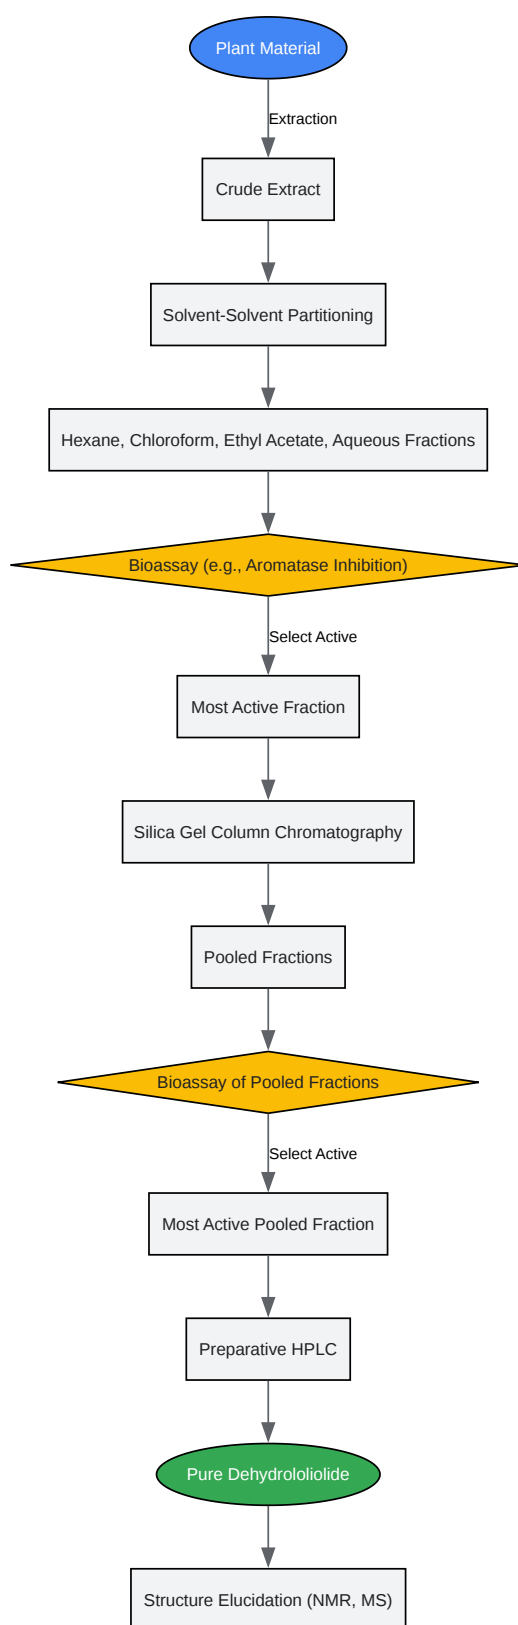 Plant Material
Extraction
Crude Extract
Solvent-Solvent Partitioning
Hexane, Chloroform, Ethyl Acetate, Aqueous Fractions
Bioassay (e.g., Aromatase Inhibition)
Select Active
Most Active Fraction
Silica Gel Column Chromatography
Pooled Fractions
Bioassay of Pooled Fractions
Select Active
Most Active Pooled Fraction
Preparative HPLC
Pure Dehydrololiolide
Structure Elucidation (NMR, MS)